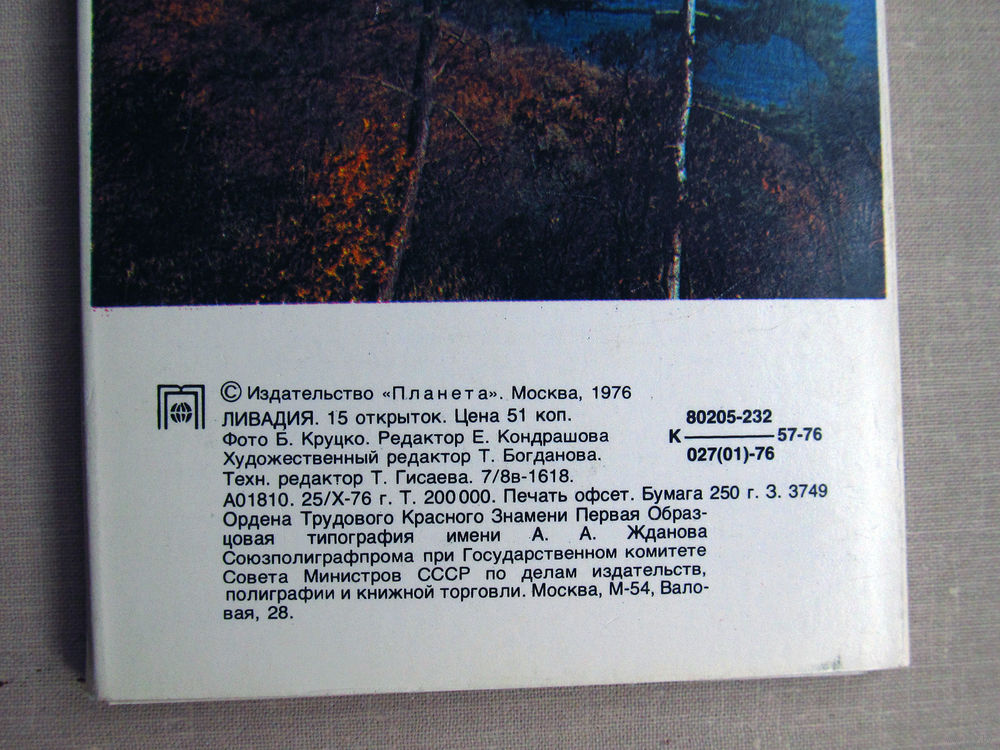 © Издательство «Планета». Москва, 1976
ЛИВАДИЯ. 15 открыток. Цена 51 коп.
Фото Б. Круцко. Редактор Е. Кондрашова
Художественный редактор Т. Богданова.
Техн. редактор Т. Гисаева. 7/8в-1618.
А01810. 25/X-76 г. Т. 200 000. Печать офсет. Бумага 250 г. З. 3749
Ордена Трудового Красного Знамени Первая Образ-
цовая типография имени А. А. Жданова
Союзполиграфпрома при Государственном комитете
Совета Министров СССР по делам издательств,
полиграфии и книжной торговли. Москва, М-54, Вало-
вая, 28.
80205-232
К 57-76
027(01)-76